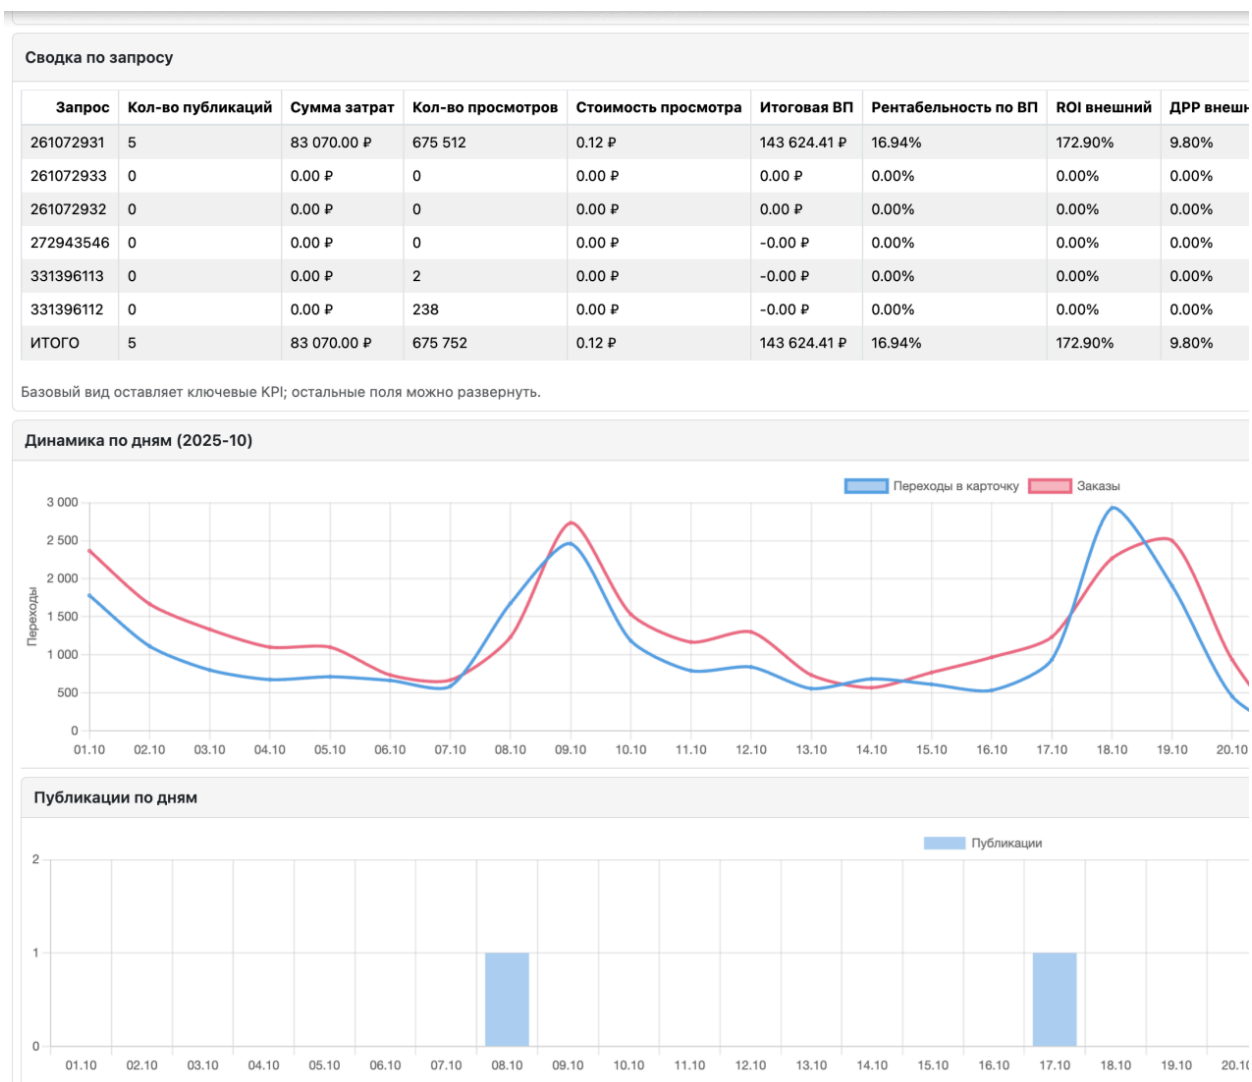 Сводка по запросу
Запрос Кол-во публикаций Сумма затрат Кол-во просмотров Стоимость просмотра Итоговая ВП Рентабельность по ВП ROI внешний ДРР внешн
261072931 5 83 070.00 ₽ 675 512 0.12 ₽ 143 624.41 ₽ 16.94% 172.90% 9.80%
261072933 0 0.00 ₽ 0 0.00 ₽ 0.00 ₽ 0.00% 0.00% 0.00%
261072932 0 0.00 ₽ 0 0.00 ₽ 0.00 ₽ 0.00% 0.00% 0.00%
272943546 0 0.00 ₽ 0 0.00 ₽ -0.00 ₽ 0.00% 0.00% 0.00%
331396113 0 0.00 ₽ 2 0.00 ₽ -0.00 ₽ 0.00% 0.00% 0.00%
331396112 0 0.00 ₽ 238 0.00 ₽ -0.00 ₽ 0.00% 0.00% 0.00%
ИТОГО 5 83 070.00 ₽ 675 752 0.12 ₽ 143 624.41 ₽ 16.94% 172.90% 9.80%
Базовый вид оставляет ключевые KPI; остальные поля можно развернуть.
Динамика по дням (2025-10)
Переходы в карточку Заказы
3 000
2 500
2 000
1 500
1 000
500
0
Переходы
01.10 02.10 03.10 04.10 05.10 06.10 07.10 08.10 09.10 10.10 11.10 12.10 13.10 14.10 15.10 16.10 17.10 18.10 19.10 20.10
Публикации по дням
Публикации
2
1
0
01.10 02.10 03.10 04.10 05.10 06.10 07.10 08.10 09.10 10.10 11.10 12.10 13.10 14.10 15.10 16.10 17.10 18.10 19.10 20.10